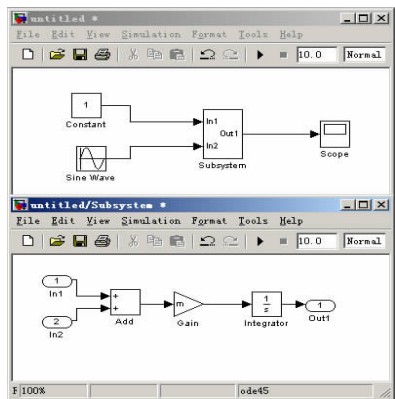 untitled *
File Edit View Simulation Format Tools Help
10.0 Normal
1
Constant
In1
Out1
In2
Subsystem
Scope
Sine Wave
untitled/Subsystem *
File Edit View Simulation Format Tools Help
10.0 Normal
1
In1
+
+
Add
m
Gain
1
s
Integrator
1
Out1
2
In2
F 100% ode45